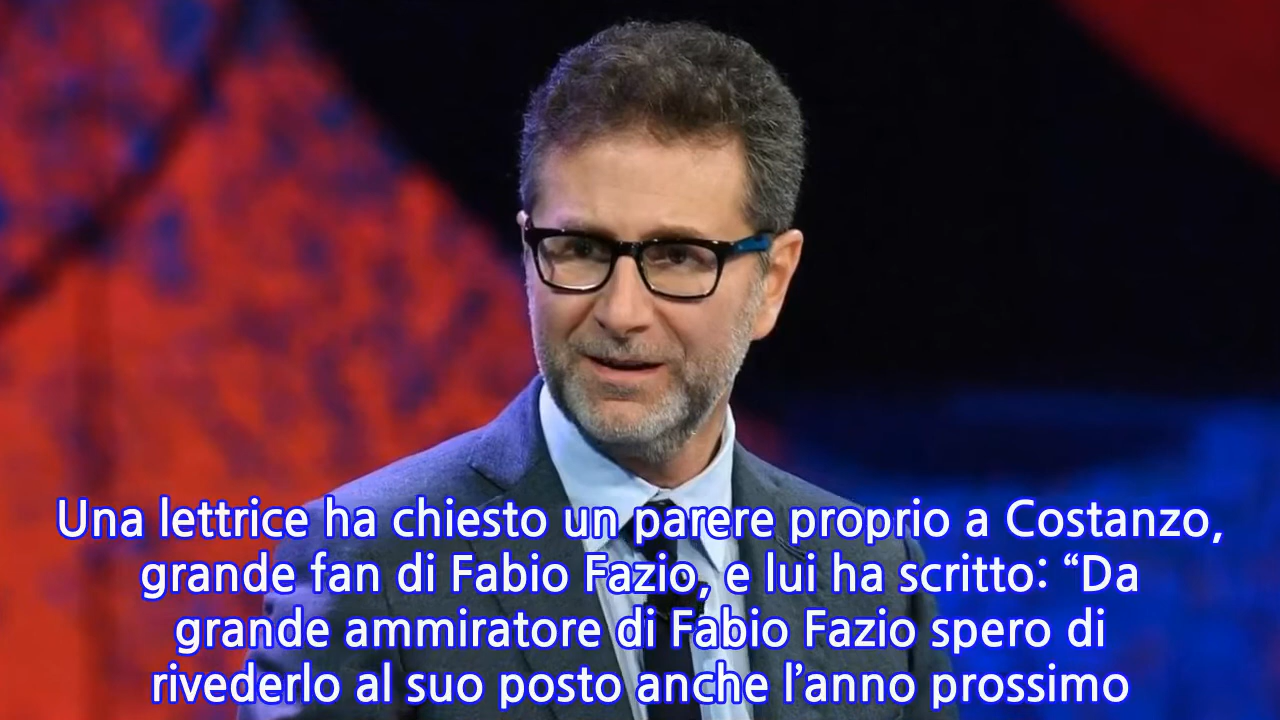 Una lettrice ha chiesto un parere proprio a Costanzo,
grande fan di Fabio Fazio, e lui ha scritto: “Da
grande ammiratore di Fabio Fazio spero di
rivederlo al suo posto anche l’anno prossimo